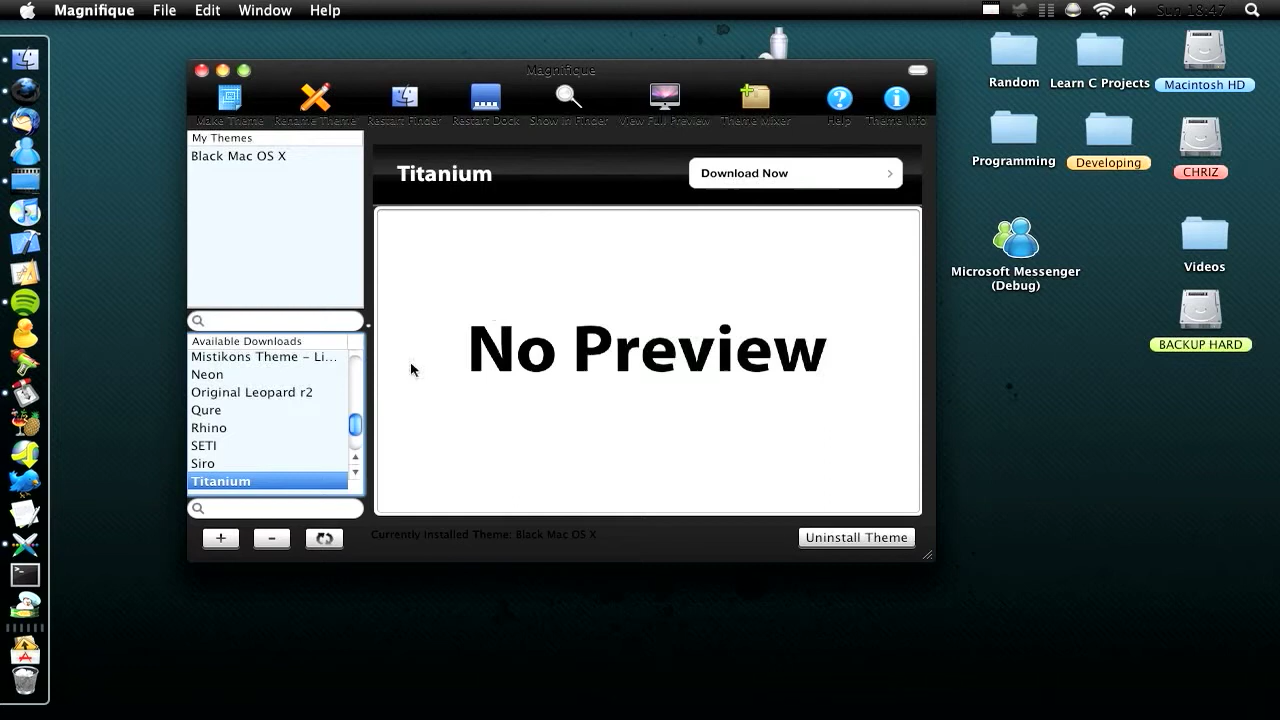 Magnifique File Edit Window Help
Sun 18:47
Magnifique
Make Theme Rename Theme Restart Finder Restart Dock Show In Finder View Full Preview Theme Mixer Help Theme Info
My Themes
Black Mac OS X
Titanium
Download Now
No Preview
Available Downloads
Mistikons Theme – Li...
Neon
Original Leopard r2
Qure
Rhino
SETI
Siro
Titanium
+ - 
Currently Installed Theme: Black Mac OS X
Uninstall Theme
Random
Learn C Projects
Macintosh HD
Programming
Developing
CHRIZ
Microsoft Messenger
(Debug)
Videos
BACKUP HARD